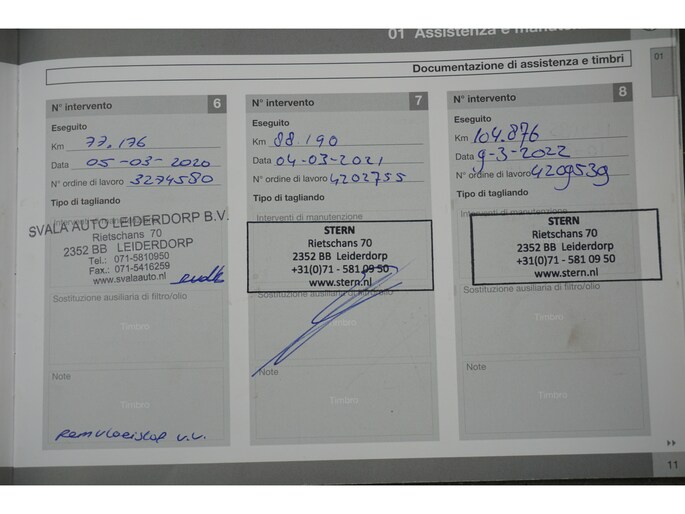 01 Assistenza e manuten
Documentazione di assistenza e timbri
01
N° intervento 6
Eseguito
Km 77.176
Data 05-03-2020
N° ordine di lavoro 3274580
Tipo di tagliando
Interventi di manutenzione
SVALA AUTO LEIDERDORP B.V.
Rietschans 70
2352 BB LEIDERDORP
Tel.: 071-5810950
Fax.: 071-5416259
www.svalaauto.nl
Sostituzione ausiliaria di filtro/olio
Timbro
Note
Timbro
Remvloeistof v.v.
N° intervento 7
Eseguito
Km 88.190
Data 04-03-2021
N° ordine di lavoro 4202755
Tipo di tagliando
Interventi di manutenzione
STERN
Rietschans 70
2352 BB Leiderdorp
+31(0)71 - 581 09 50
www.stern.nl
Sostituzione ausiliaria di filtro/olio
Timbro
Note
Timbro
N° intervento 8
Eseguito
Km 104.876
Data 9-3-2022
N° ordine di lavoro 4209539
Tipo di tagliando
STERN
Rietschans 70
2352 BB Leiderdorp
+31(0)71 - 581 09 50
www.stern.nl
Sostituzione ausiliaria di filtro/olio
Timbro
Note
Timbro
11